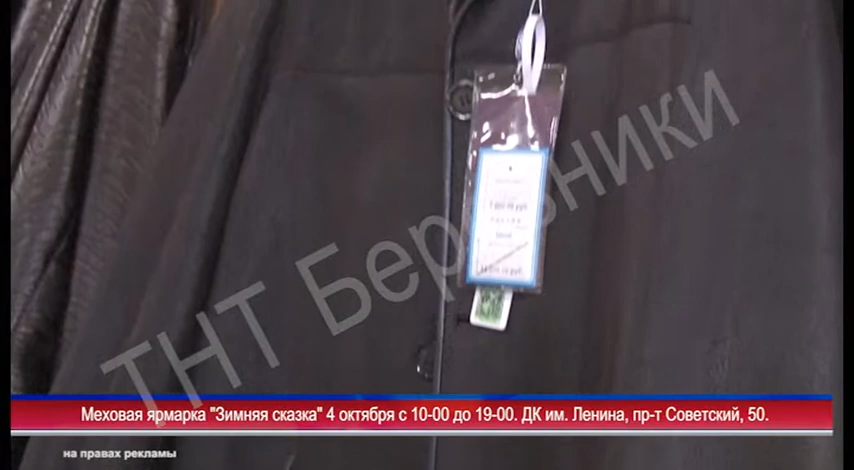 ТНТ Березники
Меховая ярмарка "Зимняя сказка" 4 октября с 10-00 до 19-00. ДК им. Ленина, пр-т Советский, 50.
на правах рекламы